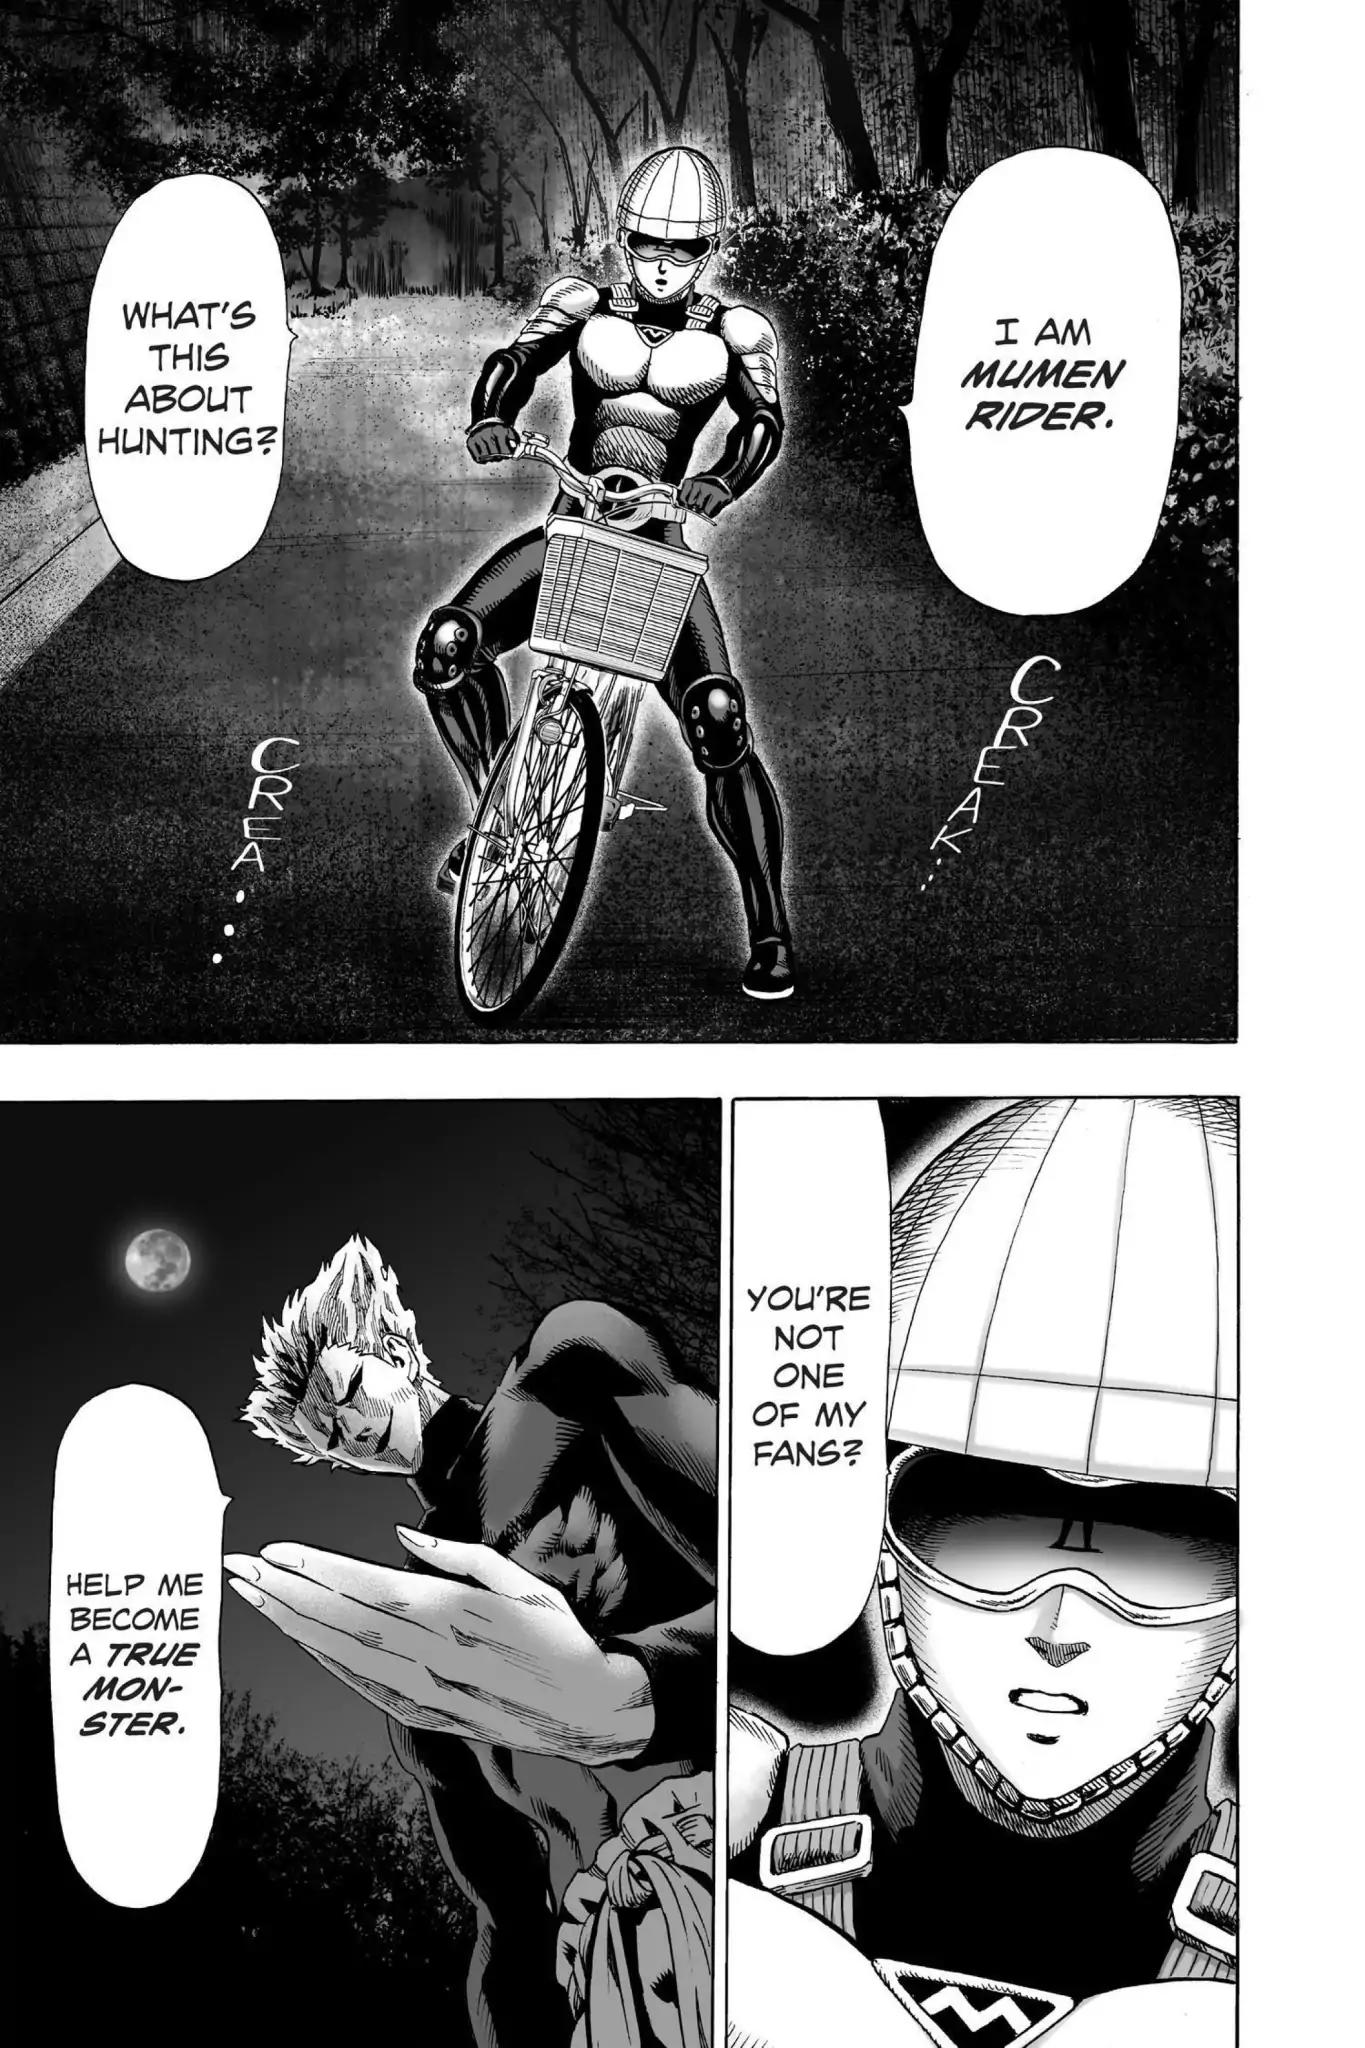 I AM
MUMEN
RIDER.
WHAT'S
THIS
ABOUT
HUNTING?
CREAK...
CREA...
YOU'RE
NOT
ONE
OF MY
FANS?
HELP ME
BECOME
A TRUE
MON-
STER.